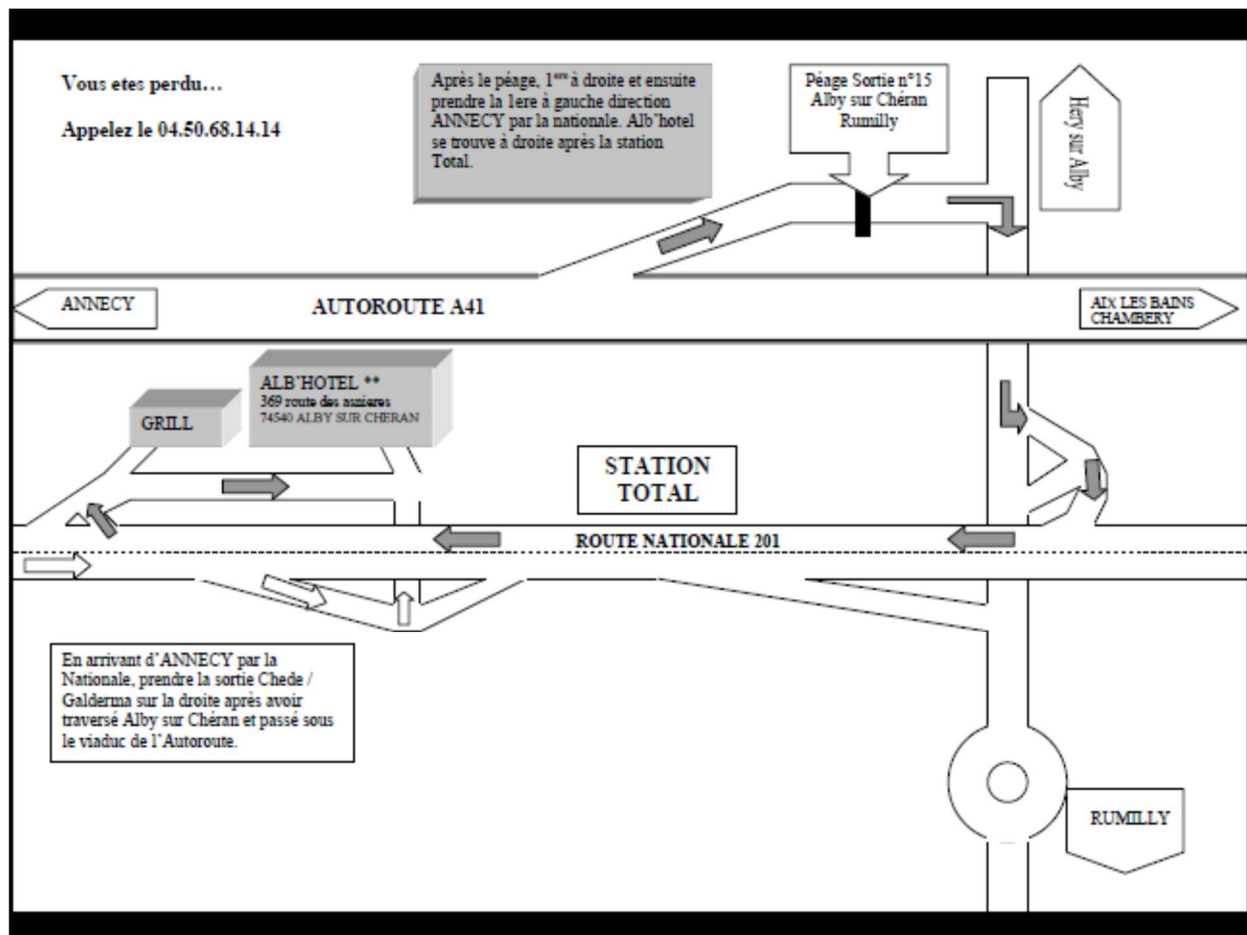 Vous etes perdu…
Appelez le 04.50.68.14.14
Après le péage, 1ere à droite et ensuite
prendre la 1ere à gauche direction
ANNECY par la nationale. Alb'hotel
se trouve à droite après la station
Total.
Péage Sortie n°15
Alby sur Chéran
Rumilly
Héry sur Alby
ANNECY
AUTOROUTE A41
AIX LES BAINS
CHAMBERY
GRILL
ALB'HOTEL **
369 route des asnieres
74540 ALBY SUR CHERAN
STATION
TOTAL
ROUTE NATIONALE 201
En arrivant d'ANNECY par la
Nationale, prendre la sortie Chede /
Galderma sur la droite après avoir
traversé Alby sur Chéran et passé sous
le viaduc de l'Autoroute.
RUMILLY